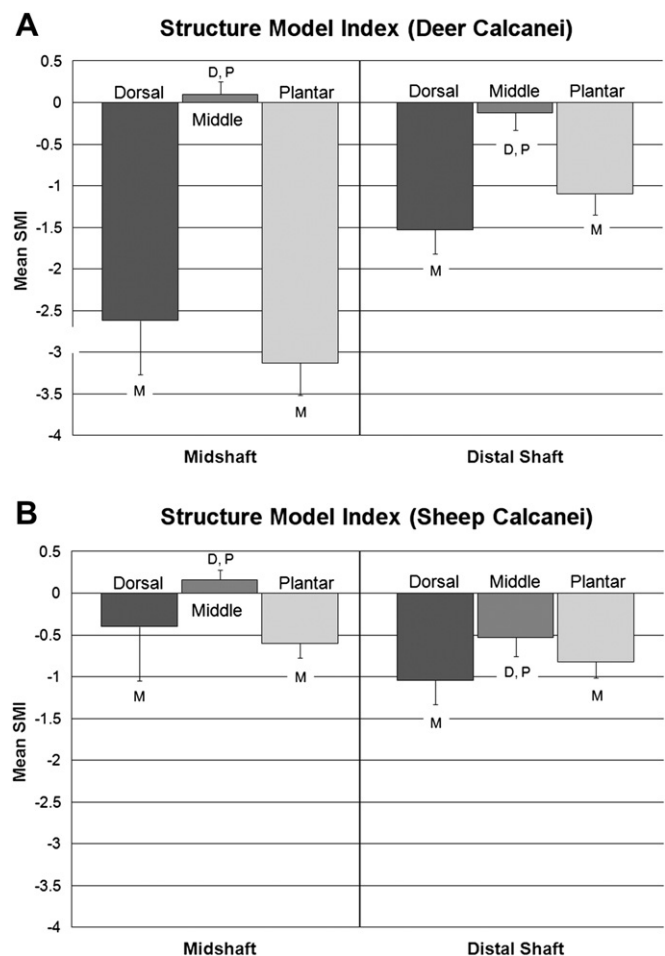 A
Structure Model Index (Deer Calcanei)
0.5
0
-0.5
-1
-1.5
-2
-2.5
-3
-3.5
-4
Mean SMI
D, P
Dorsal
Middle
Plantar
M
M
Dorsal
Middle
Plantar
D, P
M
M
Midshaft
Distal Shaft
B
Structure Model Index (Sheep Calcanei)
0.5
0
-0.5
-1
-1.5
-2
-2.5
-3
-3.5
-4
Mean SMI
D, P
Dorsal
Middle
Plantar
M
M
Dorsal
Middle
Plantar
D, P
M
M
Midshaft
Distal Shaft